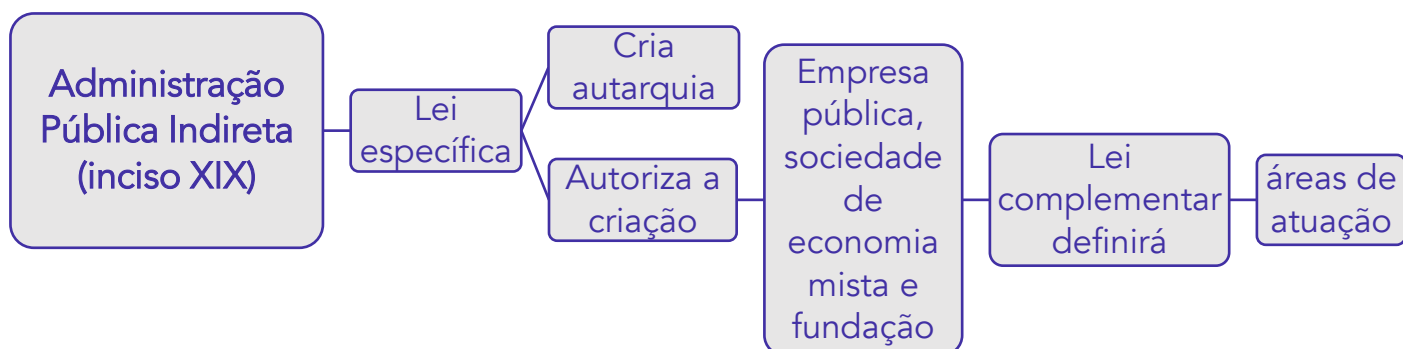 Administração
Pública Indireta
(inciso XIX)
Lei
específica
Cria
autarquia
Autoriza a
criação
Empresa
pública,
sociedade
de
economia
mista e
fundação
Lei
complementar
definirá
áreas de
atuação